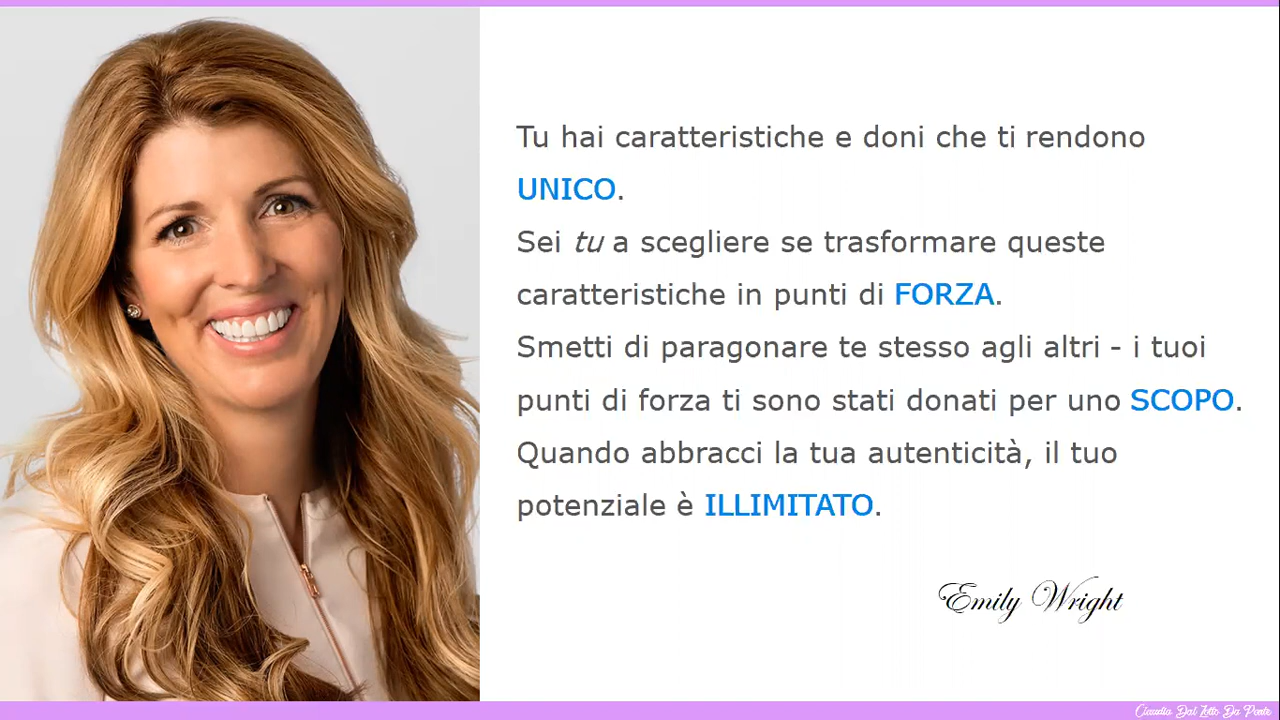 Tu hai caratteristiche e doni che ti rendono
UNICO.
Sei tu a scegliere se trasformare queste
caratteristiche in punti di FORZA.
Smetti di paragonare te stesso agli altri - i tuoi
punti di forza ti sono stati donati per uno SCOPO.
Quando abbracci la tua autenticità, il tuo
potenziale è ILLIMITATO.
Emily Wright
Claudio Dal Zotto Da Ponte